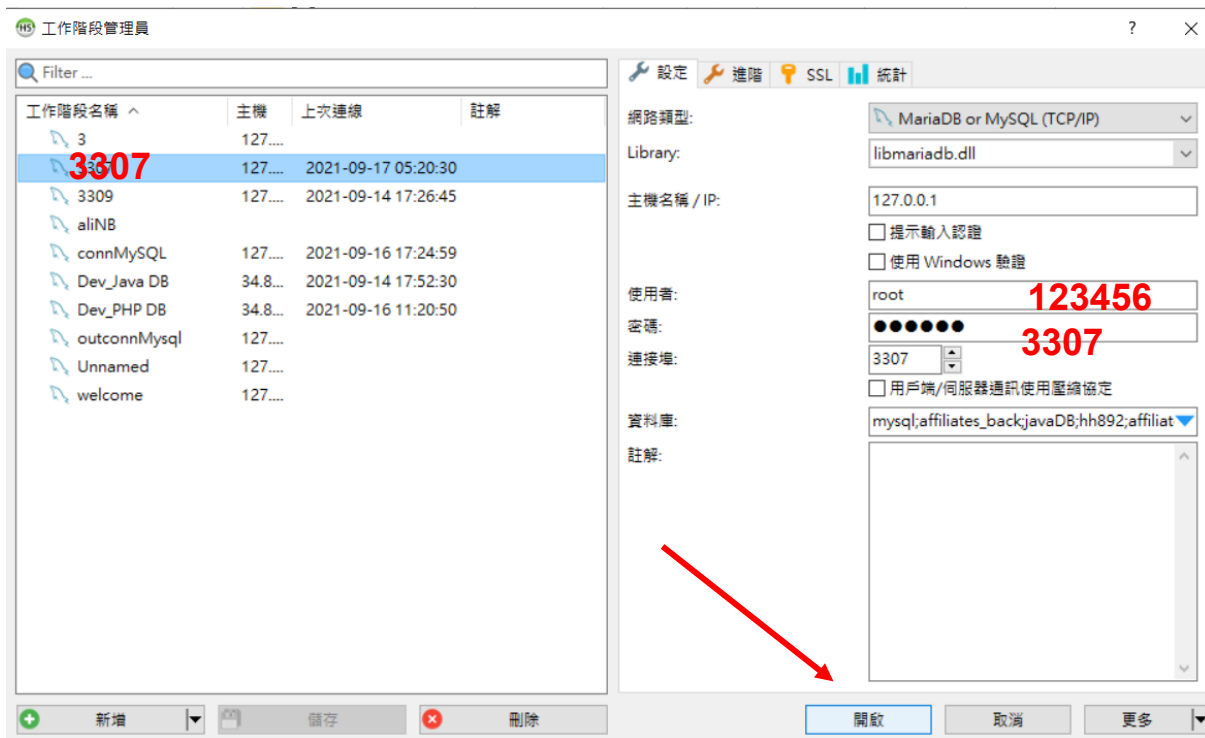 工作階段管理員
Filter ...
設定 進階 SSL 統計
工作階段名稱 主機 上次連線 註解
3 127....
3307 127.... 2021-09-17 05:20:30
3307
3309 127.... 2021-09-14 17:26:45
aliNB
connMySQL 127.... 2021-09-16 17:24:59
Dev_Java DB 34.8... 2021-09-14 17:52:30
Dev_PHP DB 34.8... 2021-09-16 11:20:50
outconnMysql 127....
Unnamed 127....
welcome 127....
網路類型: MariaDB or MySQL (TCP/IP)
Library: libmariadb.dll
主機名稱 / IP: 127.0.0.1
提示輸入認證
使用 Windows 驗證
使用者: root
123456
密碼: ●●●●●●
3307
連接埠: 3307
用戶端/伺服器通訊使用壓縮協定
資料庫: mysql;affiliates_back;javaDB;hh892;affiliat
註解:
新增 儲存 刪除 開啟 取消 更多